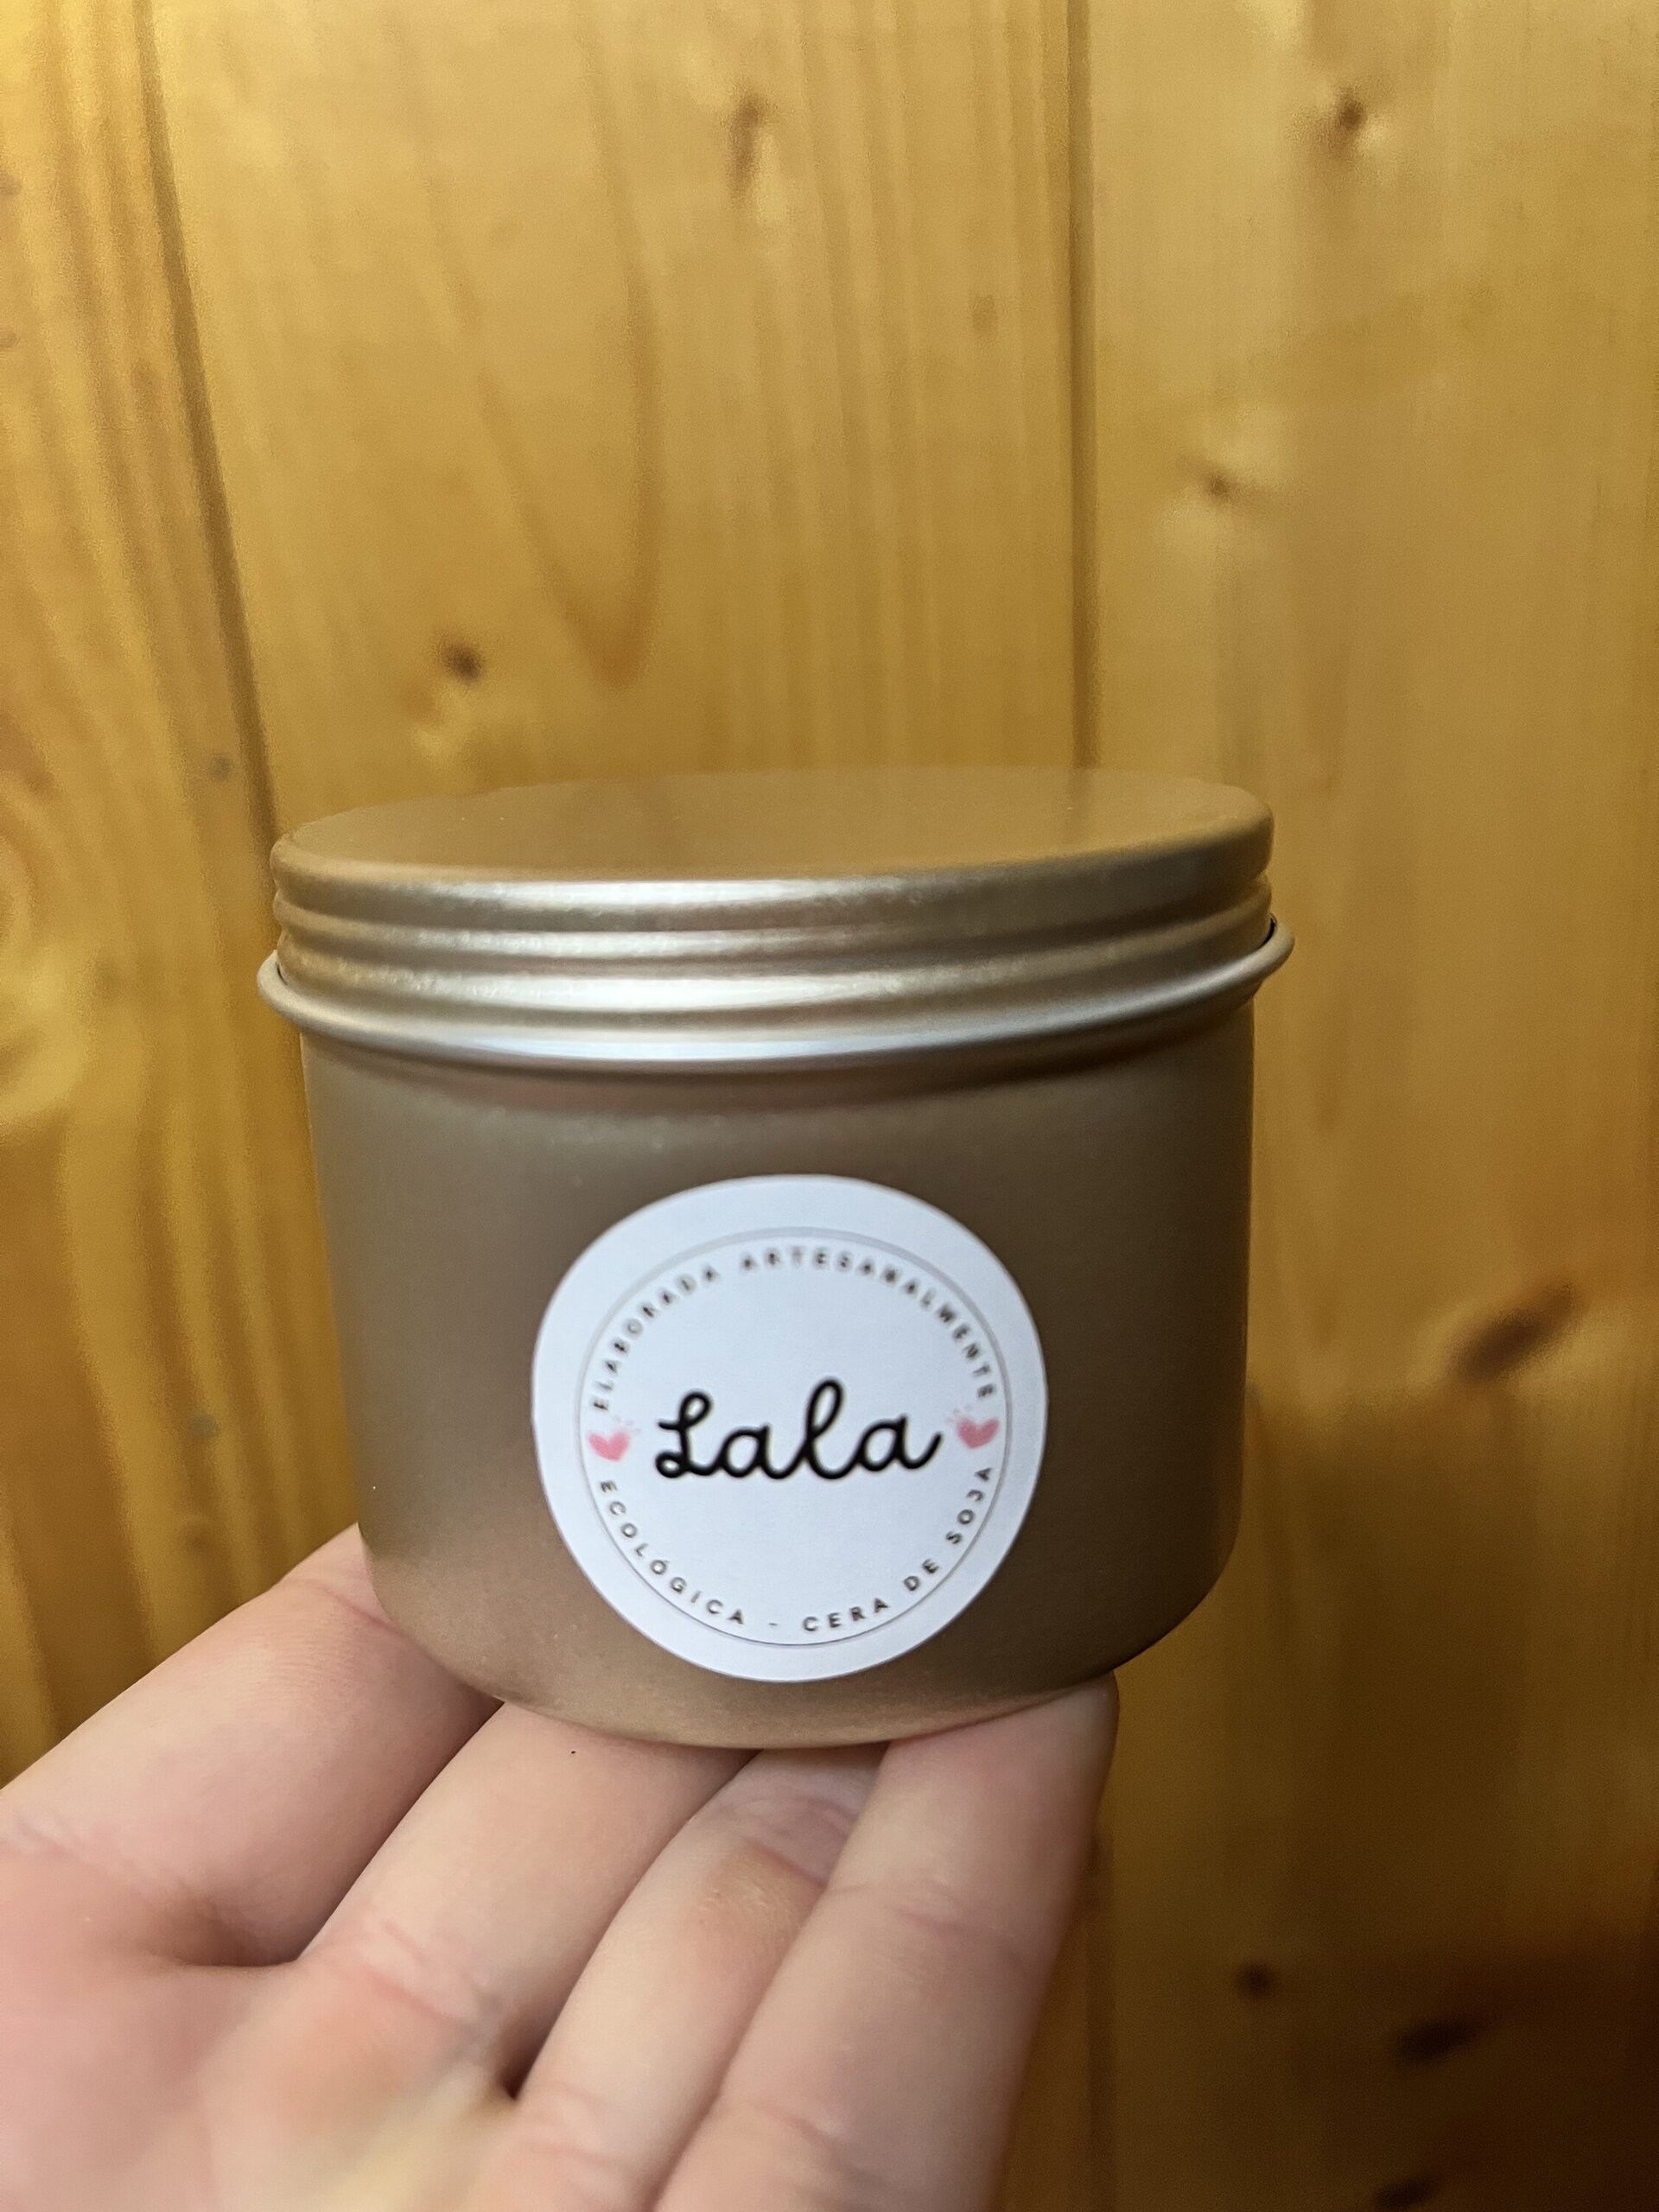 ELABORADA ARTESANALMENTE
Lala
ECOLÓGICA - CERA DE SOJA